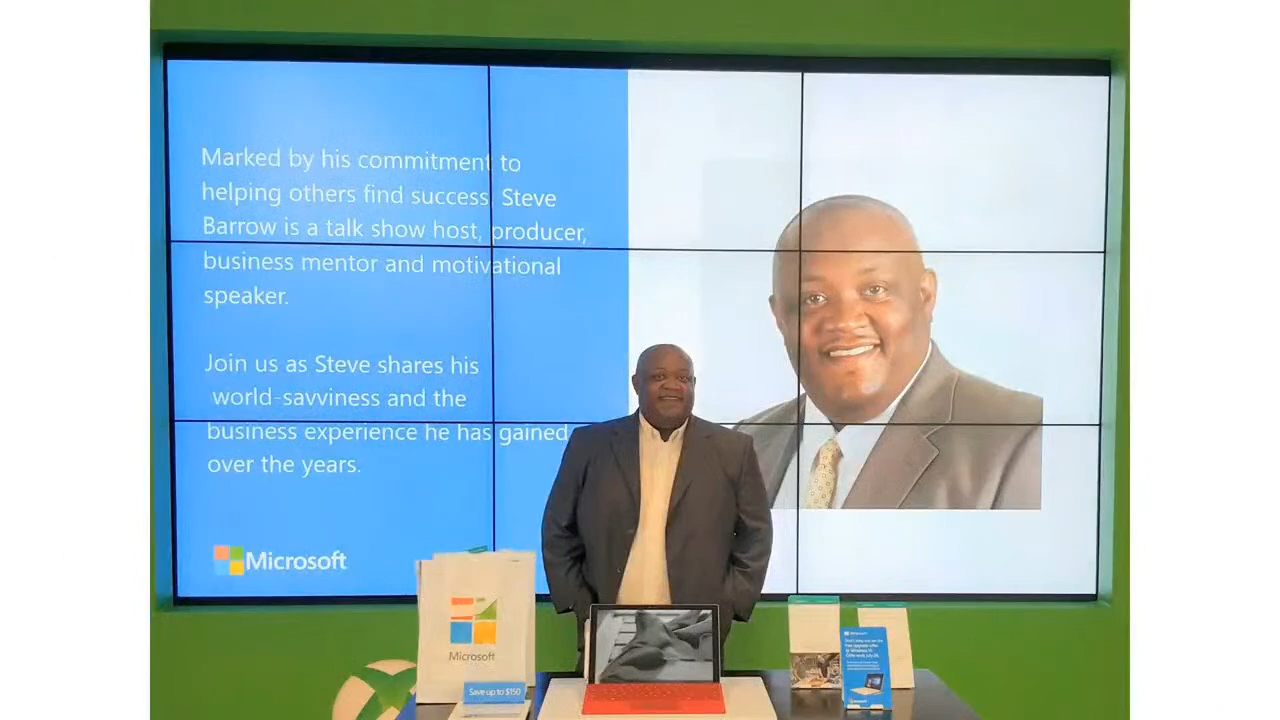 Marked by his commitment to
helping others find success, Steve
Barrow is a talk show host, producer,
business mentor and motivational
speaker.
Join us as Steve shares his
world-savviness and the
business experience he has gained
over the years.
Microsoft
Microsoft
Save up to $150